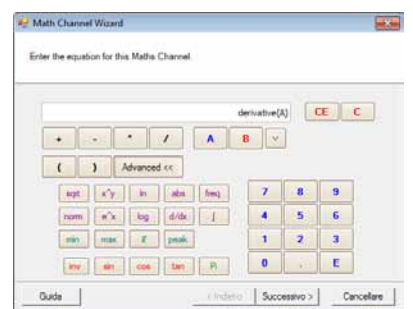 Math Channel Wizard
Enter the equation for this Maths Channel.
derivative(A) CE C
+ - * / A B
( ) Advanced <<
sqrt x^y ln abs freq 7 8 9
norm e^x log d/dx ∫ 4 5 6
min max peak 1 2 3
inv sin cos tan Pi 0 . E
Guida < Indietro Successivo > Cancellare